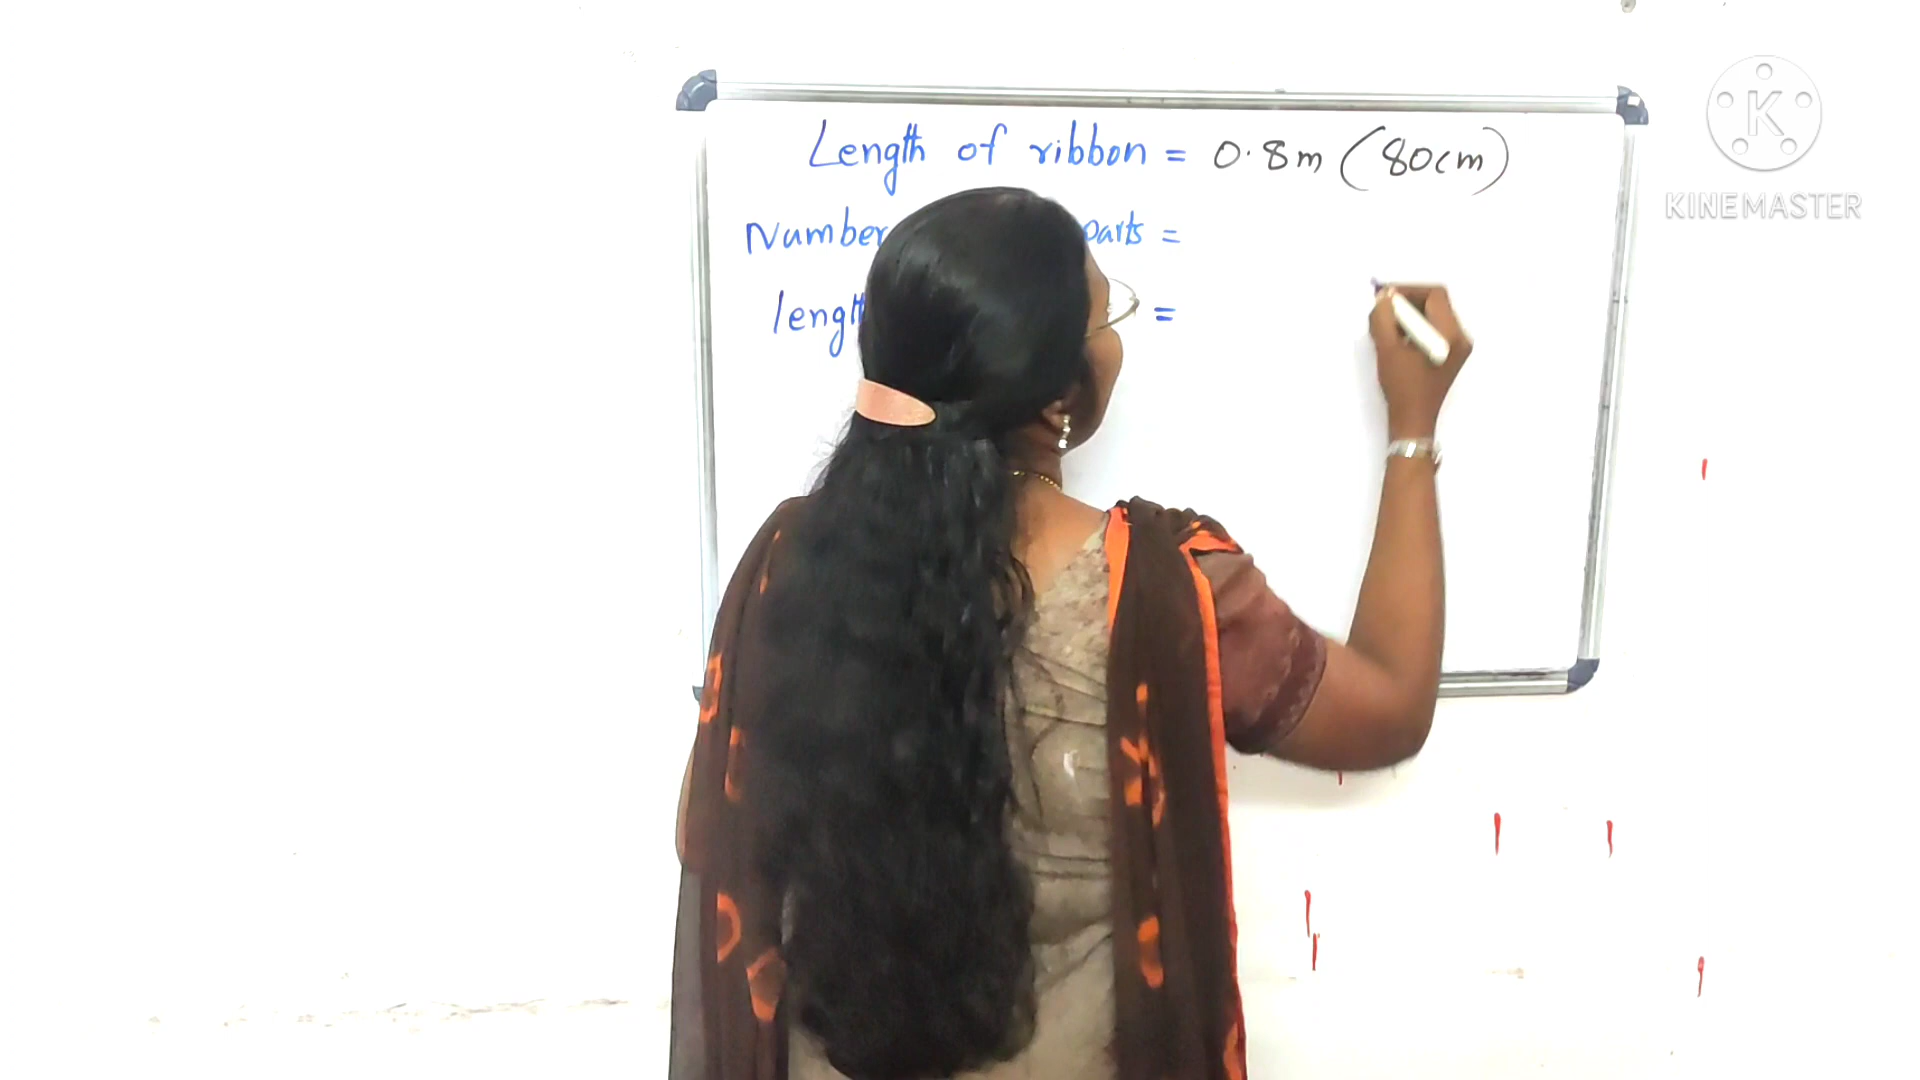 Length of ribbon = 0.8m (80cm)
Number parts =
length =
K
KINEMASTER